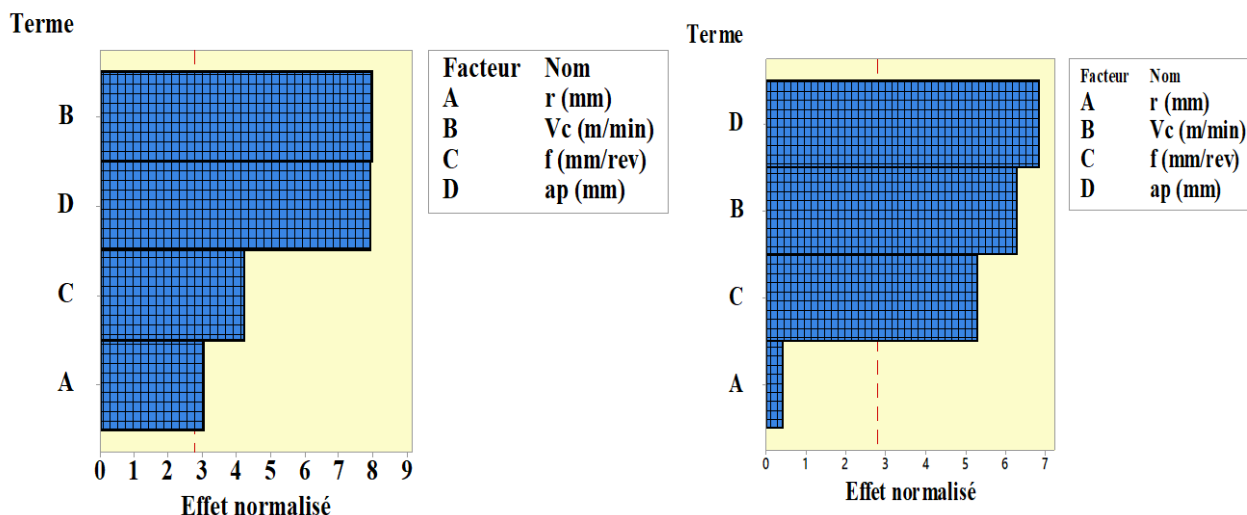 Terme
B
D
C
A
0 1 2 3 4 5 6 7 8 9
Effet normalisé
Facteur Nom
A r (mm)
B Vc (m/min)
C f (mm/rev)
D ap (mm)
Terme
D
B
C
A
0 1 2 3 4 5 6 7
Effet normalisé
Facteur Nom
A r (mm)
B Vc (m/min)
C f (mm/rev)
D ap (mm)